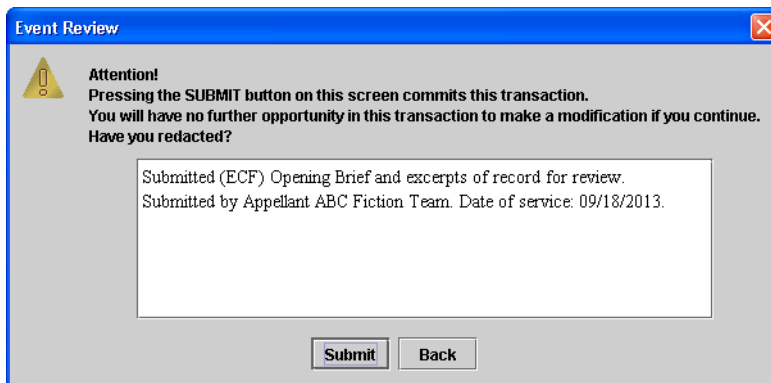 Event Review
Attention!
Pressing the SUBMIT button on this screen commits this transaction.
You will have no further opportunity in this transaction to make a modification if you continue.
Have you redacted?
Submitted (ECF) Opening Brief and excerpts of record for review.
Submitted by Appellant ABC Fiction Team. Date of service: 09/18/2013.
Submit Back